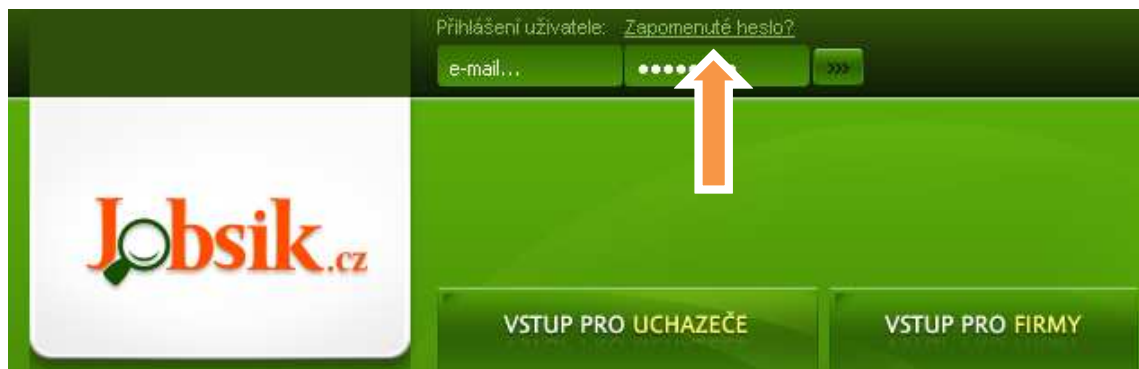 Přihlášení uživatele: Zapomenuté heslo?
e-mail... >>>
Jobsik.cz
VSTUP PRO UCHAZEČE VSTUP PRO FIRMY